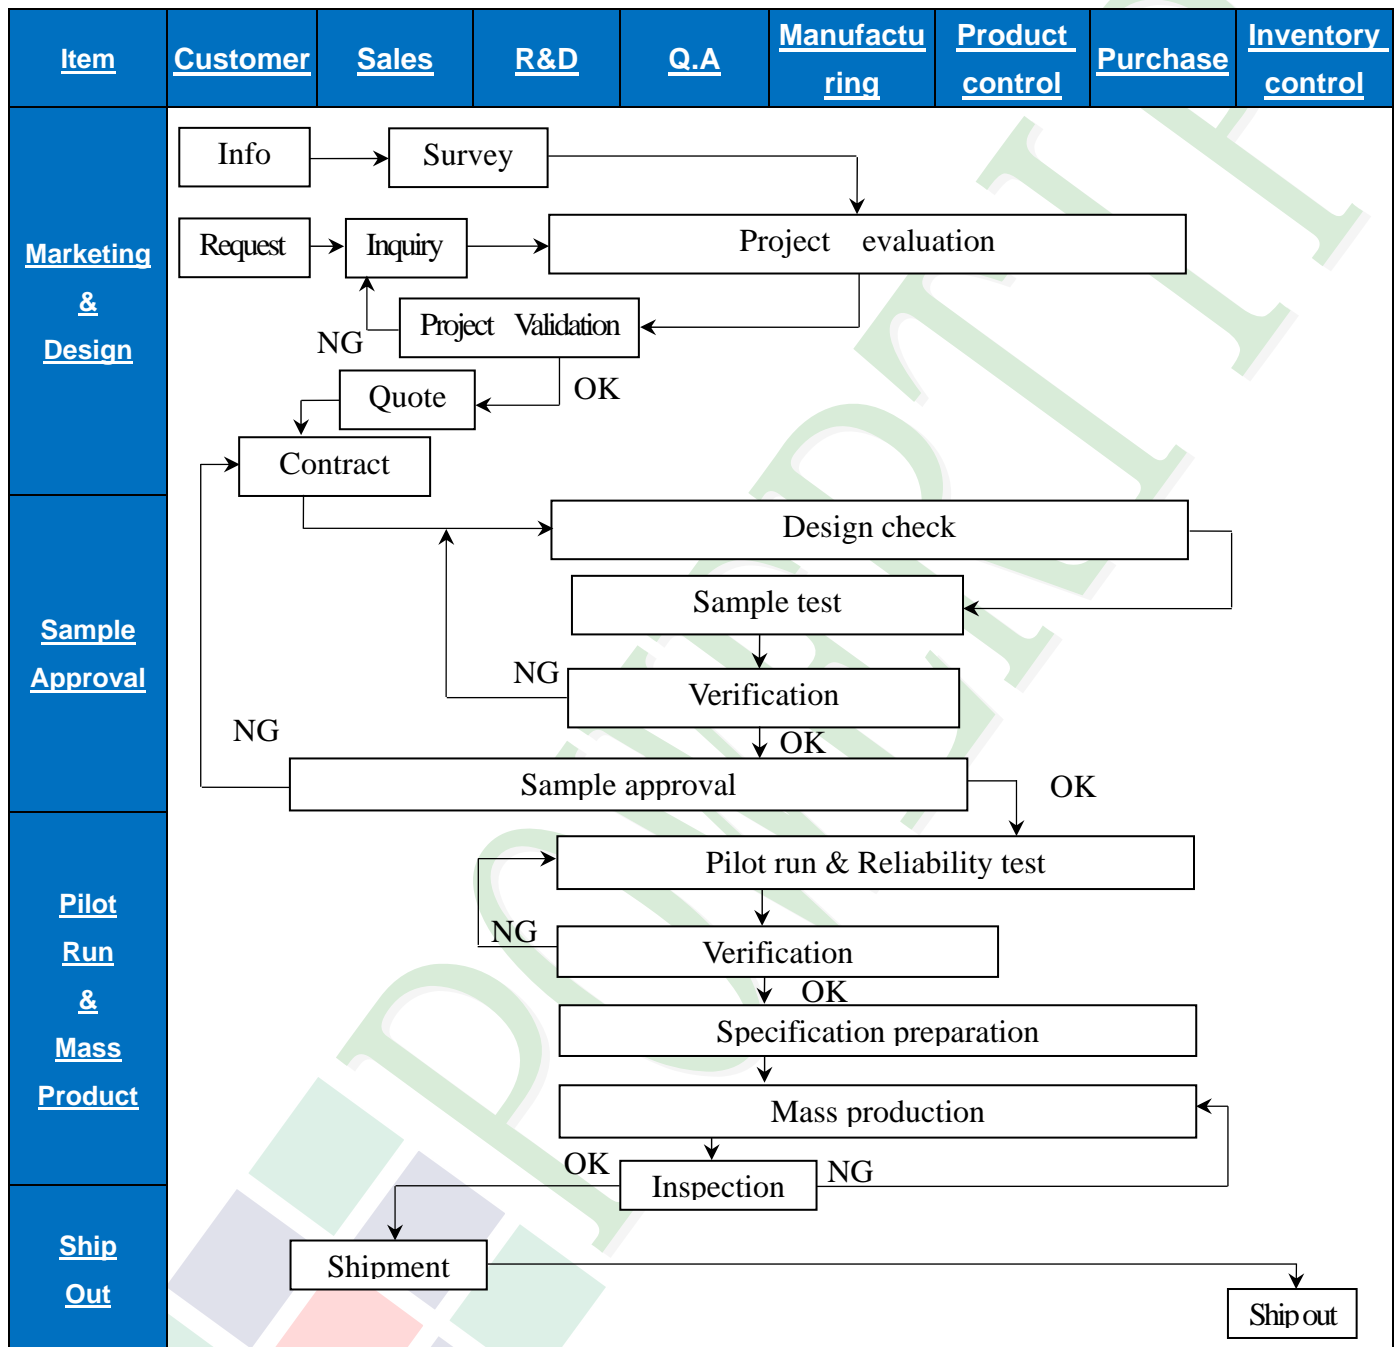 Item
Customer
Sales
R&D
Q.A
Manufactu
ring
Product
control
Purchase
Inventory
control
Marketing
&
Design
Info
Survey
Request
Inquiry
Project evaluation
Project Validation
NG
OK
Quote
Contract
Sample
Approval
Design check
Sample test
NG
Verification
OK
NG
Sample approval
OK
Pilot
Run
&
Mass
Product
Pilot run & Reliability test
NG
Verification
OK
Specification preparation
Mass production
OK
Inspection
NG
Ship
Out
Shipment
Ship out
POWERTIP